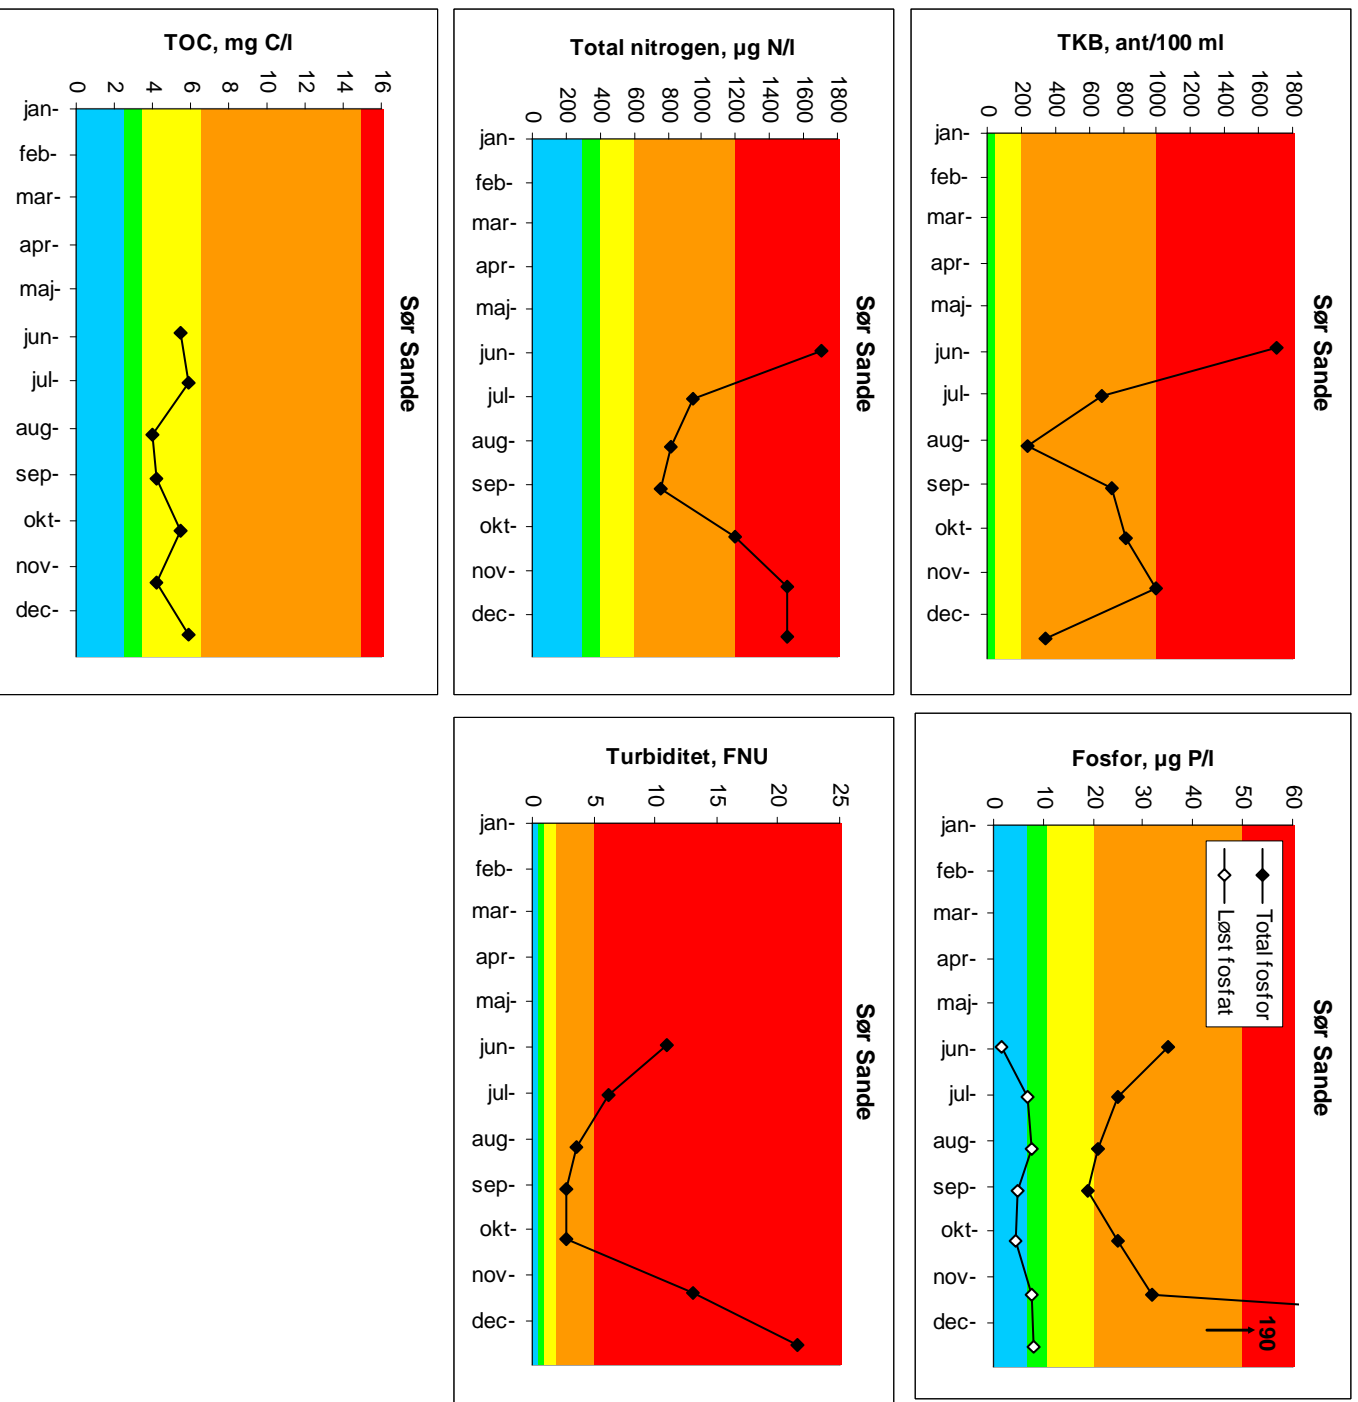 Sør Sande
TKB, ant/100 ml
1800
1600
1400
1200
1000
800
600
400
200
0
jan-
feb-
mar-
apr-
maj-
jun-
jul-
aug-
sep-
okt-
nov-
dec-
Sør Sande
Fosfor, µg P/l
60
50
40
30
20
10
0
jan-
feb-
mar-
apr-
maj-
jun-
jul-
aug-
sep-
okt-
nov-
dec-
Total fosfor
Løst fosfat
190
Sør Sande
Total nitrogen, µg N/l
1800
1600
1400
1200
1000
800
600
400
200
0
jan-
feb-
mar-
apr-
maj-
jun-
jul-
aug-
sep-
okt-
nov-
dec-
Sør Sande
Turbiditet, FNU
25
20
15
10
5
0
jan-
feb-
mar-
apr-
maj-
jun-
jul-
aug-
sep-
okt-
nov-
dec-
Sør Sande
TOC, mg C/l
16
14
12
10
8
6
4
2
0
jan-
feb-
mar-
apr-
maj-
jun-
jul-
aug-
sep-
okt-
nov-
dec-